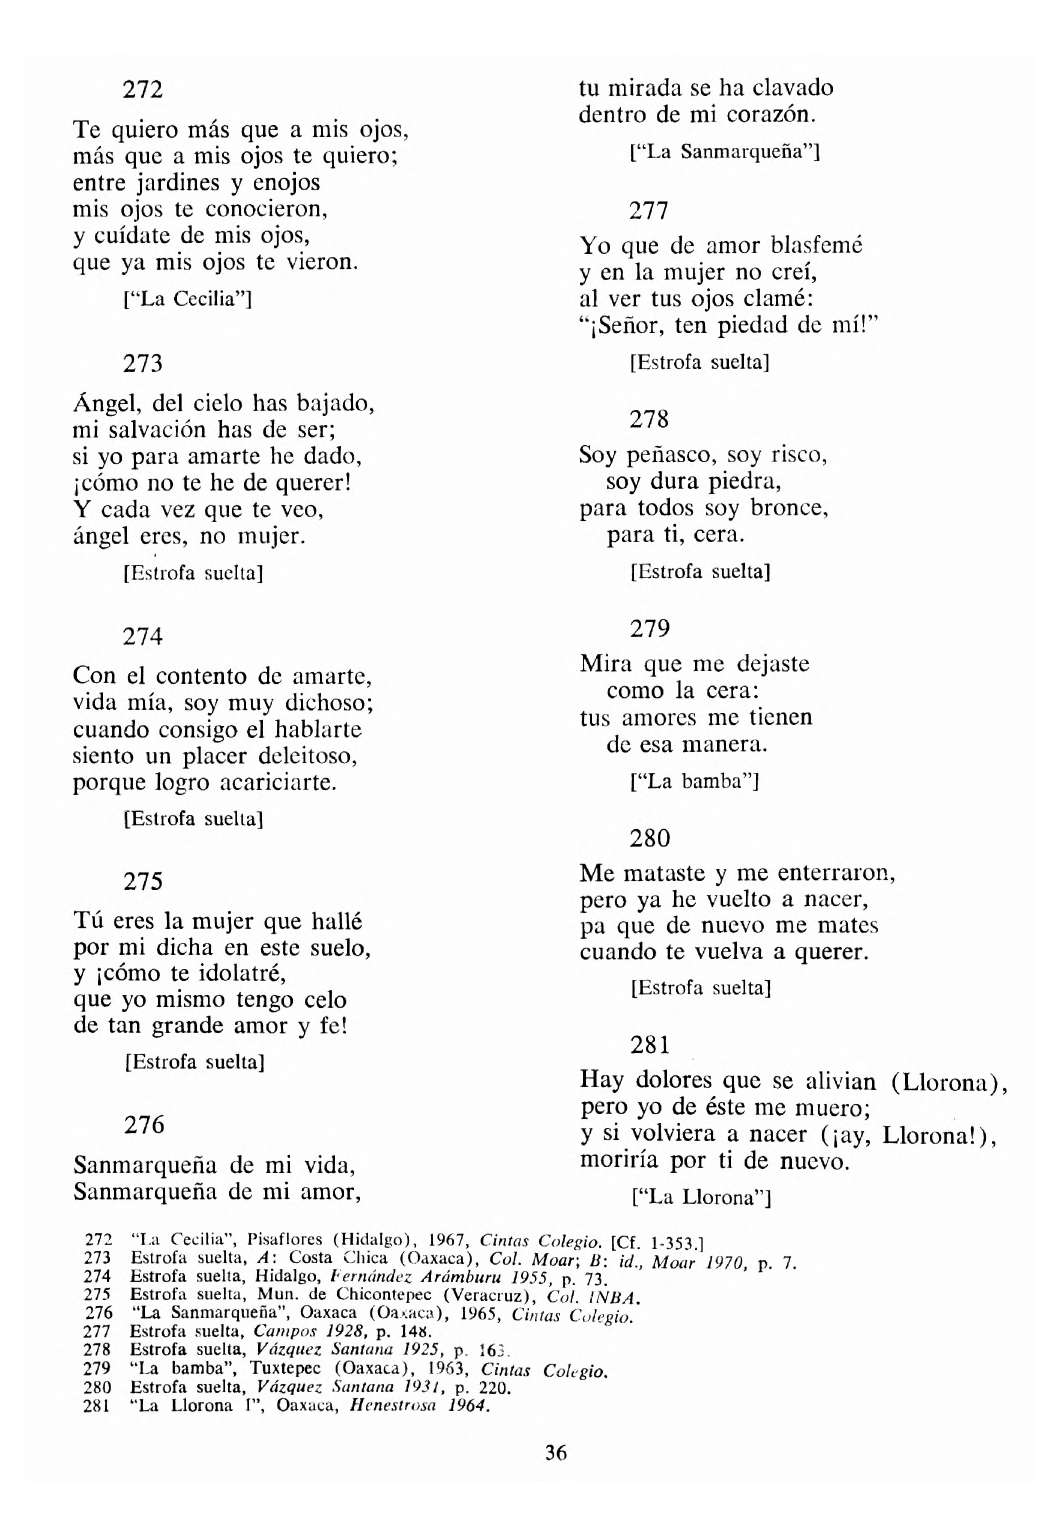 272
Te quiero más que a mis ojos,
más que a mis ojos te quiero;
entre jardines y enojos
mis ojos te conocieron,
y cuídate de mis ojos,
que ya mis ojos te vieron.
[“La Cecilia”]
273
Ángel, del cielo has bajado,
mi salvación has de ser;
si yo para amarte he dado,
¡cómo no te he de querer!
Y cada vez que te veo,
ángel eres, no mujer.
[Estrofa suelta]
274
Con el contento de amarte,
vida mía, soy muy dichoso;
cuando consigo el hablarte
siento un placer deleitoso,
porque logro acariciarte.
[Estrofa suelta]
275
Tú eres la mujer que hallé
por mi dicha en este suelo,
y ¡cómo te idolatré,
que yo mismo tengo celo
de tan grande amor y fe!
[Estrofa suelta]
276
Sanmarqueña de mi vida,
Sanmarqueña de mi amor,
tu mirada se ha clavado
dentro de mi corazón.
[“La Sanmarqueña”]
277
Yo que de amor blasfemé
y en la mujer no creí,
al ver tus ojos clamé:
“¡Señor, ten piedad de mí!”
[Estrofa suelta]
278
Soy peñasco, soy risco,
soy dura piedra,
para todos soy bronce,
para ti, cera.
[Estrofa suelta]
279
Mira que me dejaste
como la cera:
tus amores me tienen
de esa manera.
[“La bamba”]
280
Me mataste y me enterraron,
pero ya he vuelto a nacer,
pa que de nuevo me mates
cuando te vuelva a querer.
[Estrofa suelta]
281
Hay dolores que se alivian (Llorona),
pero yo de éste me muero;
y si volviera a nacer (¡ay, Llorona!),
moriría por ti de nuevo.
[“La Llorona”]
272 “La Cecilia”, Pisaflores (Hidalgo), 1967, Cintas Colegio. [Cf. 1-353.]
273 Estrofa suelta, A: Costa Chica (Oaxaca), Col. Moar; B: id., Moar 1970, p. 7.
274 Estrofa suelta, Hidalgo, Fernández Arámburu 1955, p. 73.
275 Estrofa suelta, Mun. de Chicontepec (Veracruz), Col. INBA.
276 “La Sanmarqueña”, Oaxaca (Oaxaca), 1965, Cintas Colegio.
277 Estrofa suelta, Campos 1928, p. 148.
278 Estrofa suelta, Vázquez Santana 1925, p. 163.
279 “La bamba”, Tuxtepec (Oaxaca), 1963, Cintas Colegio.
280 Estrofa suelta, Vázquez Santana 1931, p. 220.
281 “La Llorona I”, Oaxaca, Henestrosa 1964.
36